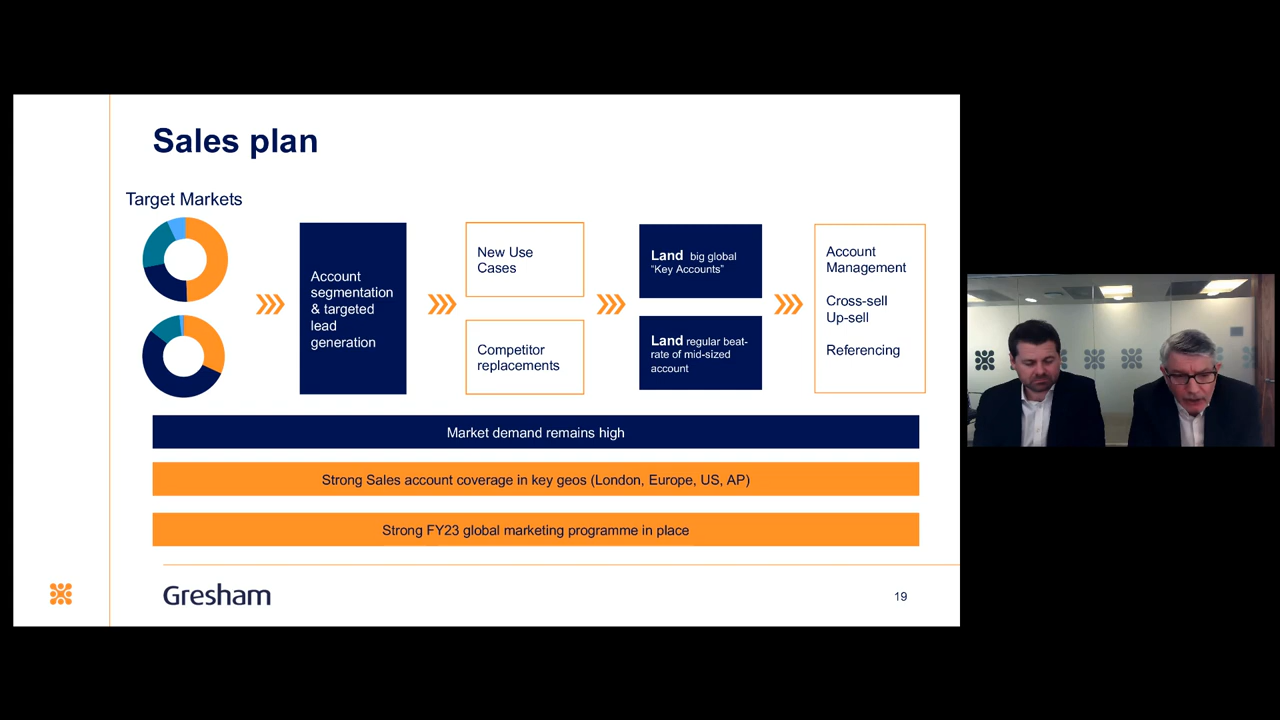 Sales plan
Target Markets
Account
segmentation
& targeted
lead
generation
New Use
Cases
Competitor
replacements
Land big global
“Key Accounts”
Land regular beat-
rate of mid-sized
account
Account
Management
Cross-sell
Up-sell
Referencing
Market demand remains high
Strong Sales account coverage in key geos (London, Europe, US, AP)
Strong FY23 global marketing programme in place
Gresham
19